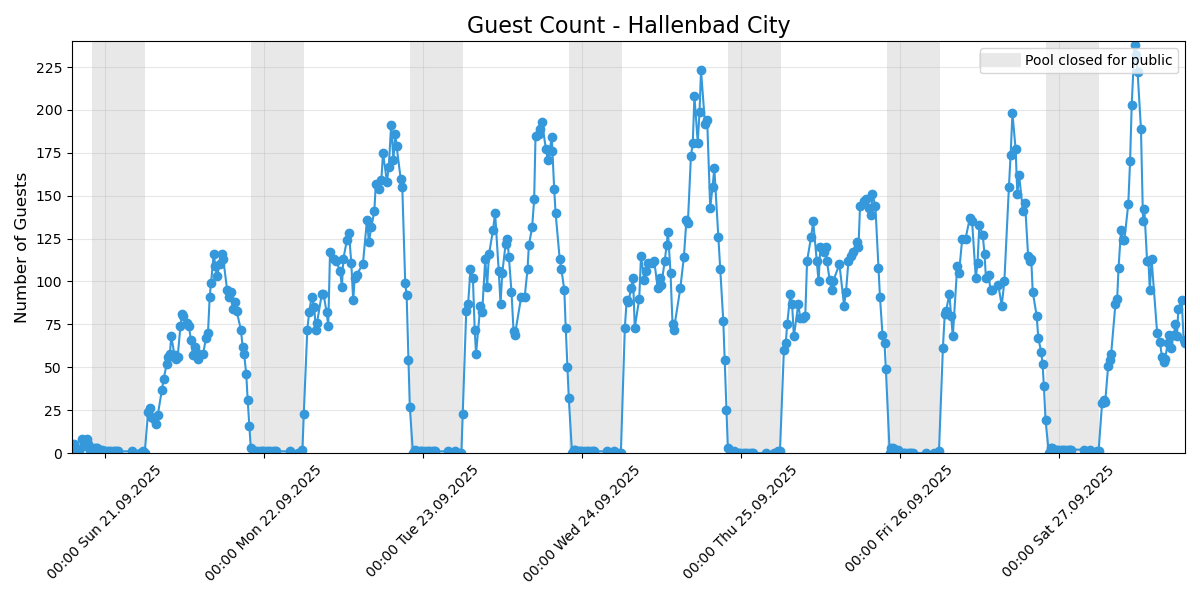 Guest Count - Hallenbad City
Pool closed for public
Number of Guests
225
200
175
150
125
100
75
50
25
0
00:00 Sun 21.09.2025
00:00 Mon 22.09.2025
00:00 Tue 23.09.2025
00:00 Wed 24.09.2025
00:00 Thu 25.09.2025
00:00 Fri 26.09.2025
00:00 Sat 27.09.2025